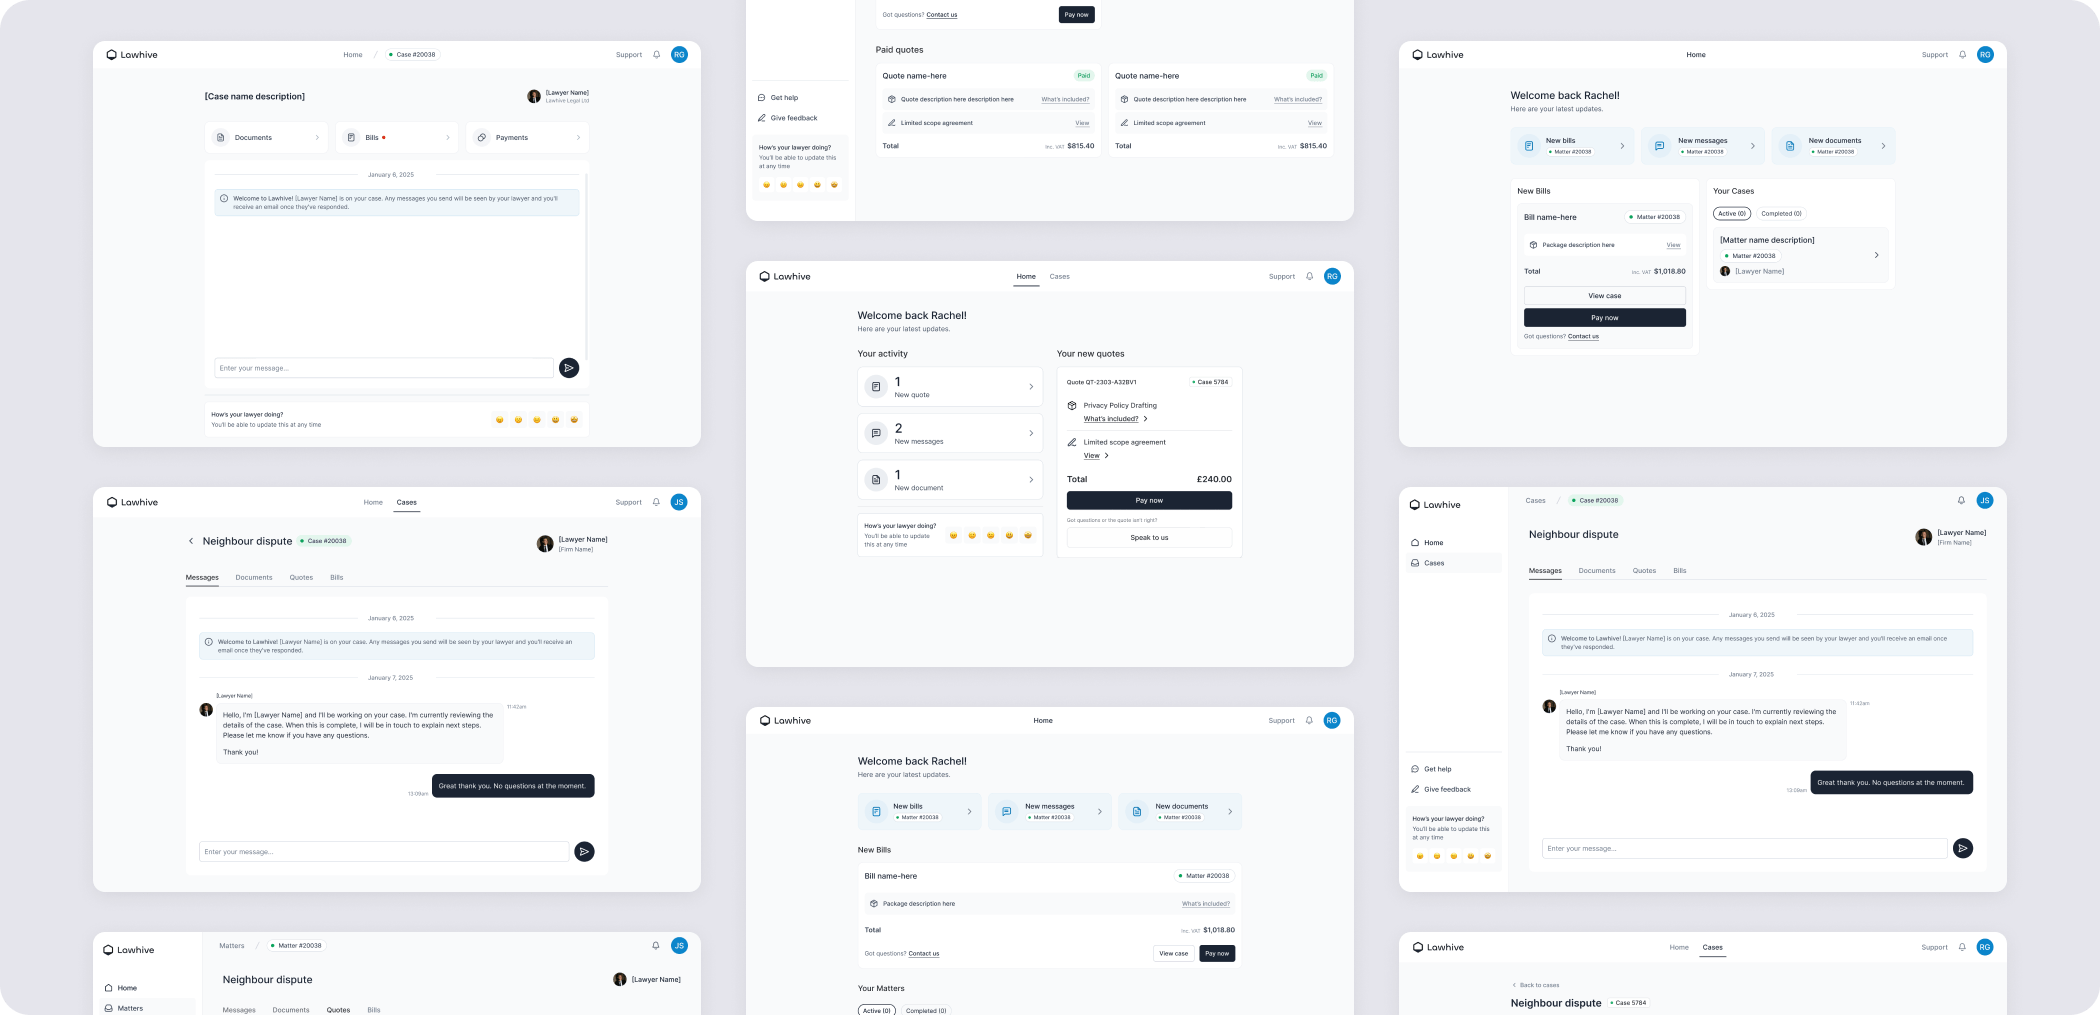 Lawhive
Home / Case #20038
Support RG
[Case name description]
[Lawyer Name]
Lawhive Legal Ltd
Documents
Bills
Payments
January 6, 2025
Welcome to Lawhive! [Lawyer Name] is on your case. Any messages you send will be seen by your lawyer and you'll
receive an email once they've responded.
Enter your message...
How's your lawyer doing?
You'll be able to update this at any time
Lawhive
Home Cases
Support JS
Neighbour dispute Case #20038
[Lawyer Name]
[Firm Name]
Messages Documents Quotes Bills
January 6, 2025
Welcome to Lawhive! [Lawyer Name] is on your case. Any messages you send will be seen by your lawyer and you'll receive an
email once they've responded.
January 7, 2025
[Lawyer Name]
Hello, I'm [Lawyer Name] and I'll be working on your case. I'm currently reviewing the
details of the case. When this is complete, I will be in touch to explain next steps.
Please let me know if you have any questions.
Thank you!
11:42am
Great thank you. No questions at the moment.
13:09am
Enter your message...
Lawhive
Matters / Matter #20038
JS
Home
Matters
Neighbour dispute
[Lawyer Name]
Messages Documents Quotes Bills
Got questions? Contact us
Pay now
Paid quotes
Get help
Give feedback
How's your lawyer doing?
You'll be able to update this
at any time
Quote name-here Paid
Quote description here description here What's included?
Limited scope agreement View
Total Inc. VAT $815.40
Quote name-here Paid
Quote description here description here What's included?
Limited scope agreement View
Total Inc. VAT $815.40
Lawhive
Home Cases
Support RG
Welcome back Rachel!
Here are your latest updates.
Your activity
1
New quote
2
New messages
1
New document
How's your lawyer doing?
You'll be able to update
this at any time
Your new quotes
Quote QT-2303-A32BV1 Case 5784
Privacy Policy Drafting
What's included?
Limited scope agreement
View
Total £240.00
Pay now
Got questions or the quote ain't right?
Speak to us
Lawhive
Home
Support RG
Welcome back Rachel!
Here are your latest updates.
New bills
Matter #20038
New messages
Matter #20038
New documents
Matter #20038
New Bills
Bill name-here Matter #20038
Package description here What's included?
Total Inc. VAT $1,018.80
Got questions? Contact us
View case
Pay now
Your Matters
Active (0) Completed (0)
Lawhive
Home
Support RG
Welcome back Rachel!
Here are your latest updates.
New bills
Matter #20038
New messages
Matter #20038
New documents
Matter #20038
New Bills
Bill name-here Matter #20038
Package description here View
Total Inc. VAT $1,018.80
View case
Pay now
Got questions? Contact us
Your Cases
Active (0) Completed (0)
[Matter name description]
Matter #20038
[Lawyer Name]
Lawhive
Cases / Case #20038
JS
Home
Cases
Get help
Give feedback
How's your lawyer doing?
You'll be able to update this
at any time
Neighbour dispute
[Lawyer Name]
[Firm Name]
Messages Documents Quotes Bills
January 6, 2025
Welcome to Lawhive! [Lawyer Name] is on your case. Any messages you send will be seen by your lawyer and you'll receive an email once
they've responded.
January 7, 2025
[Lawyer Name]
Hello, I'm [Lawyer Name] and I'll be working on your case. I'm currently reviewing the
details of the case. When this is complete, I will be in touch to explain next steps.
Please let me know if you have any questions.
Thank you!
11:42am
Great thank you. No questions at the moment.
13:09am
Enter your message...
Lawhive
Home Cases
Support RG
Back to cases
Neighbour dispute Case 5784